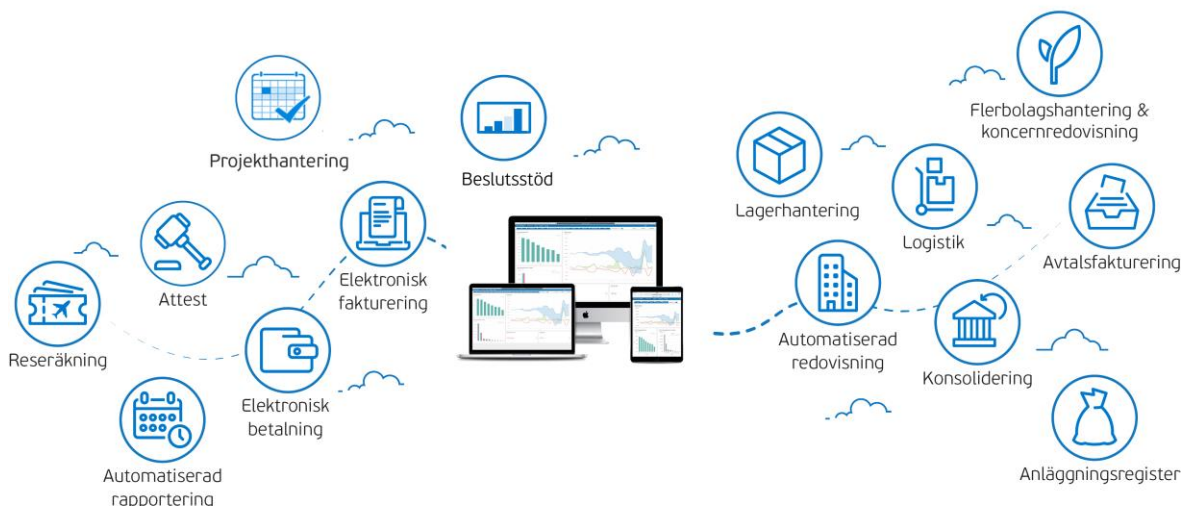 Projekthantering
Beslutsstöd
Flerbolagshantering &
koncernredovisning
Lagerhantering
Logistik
Avtalsfakturering
Attest
Elektronisk
fakturering
Reseräkning
Automatiserad
redovisning
Konsolidering
Elektronisk
betalning
Automatiserad
rapportering
Anläggningsregister